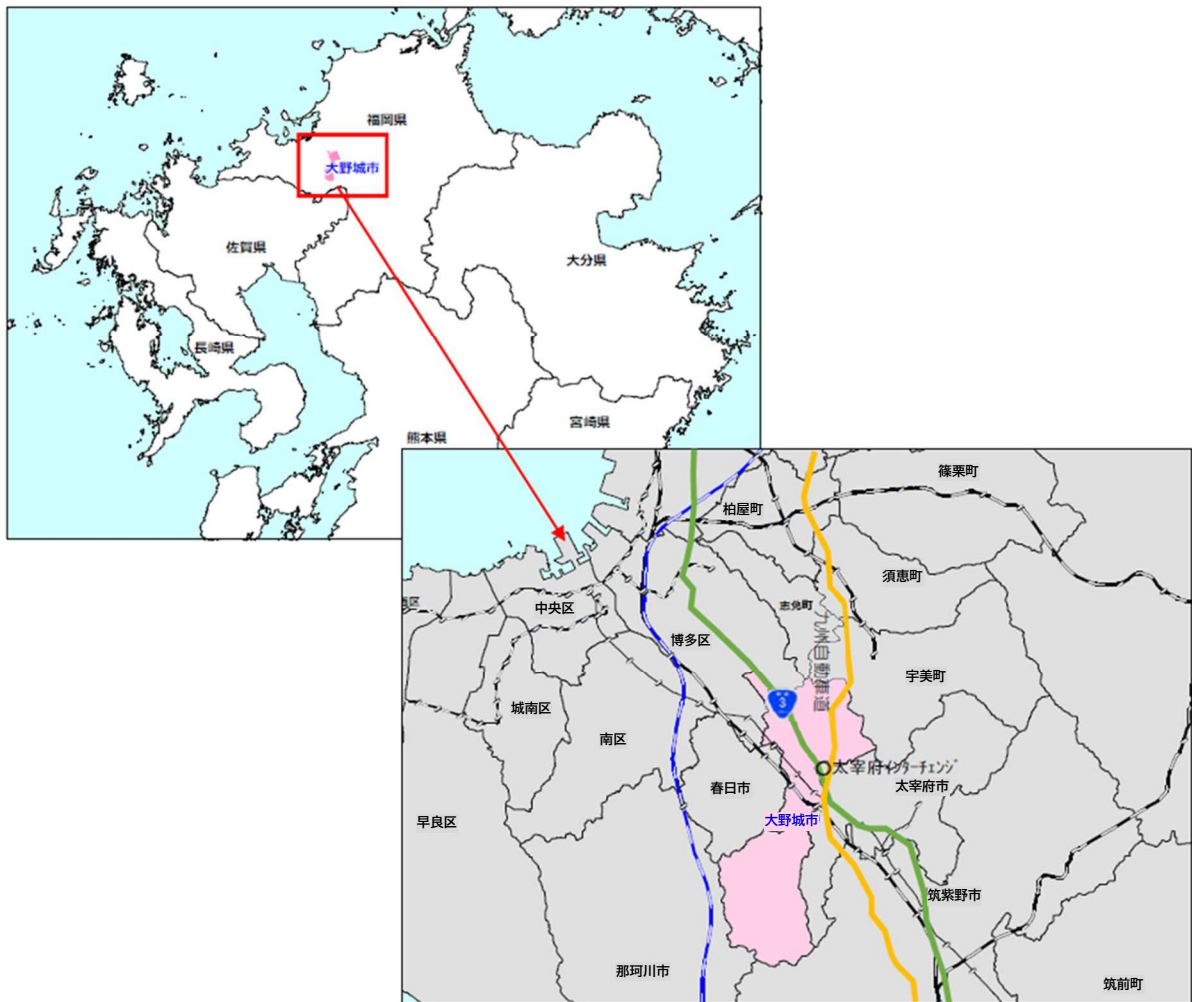 福岡県
大野城市
佐賀県
大分県
長崎県
宮崎県
熊本県
篠栗町
柏屋町
須恵町
中央区
志免町
九州自動車道
博多区
宇美町
3
城南区
南区
太宰府インターチェンジ
春日市
太宰府市
早良区
大野城市
筑紫野市
那珂川市
筑前町